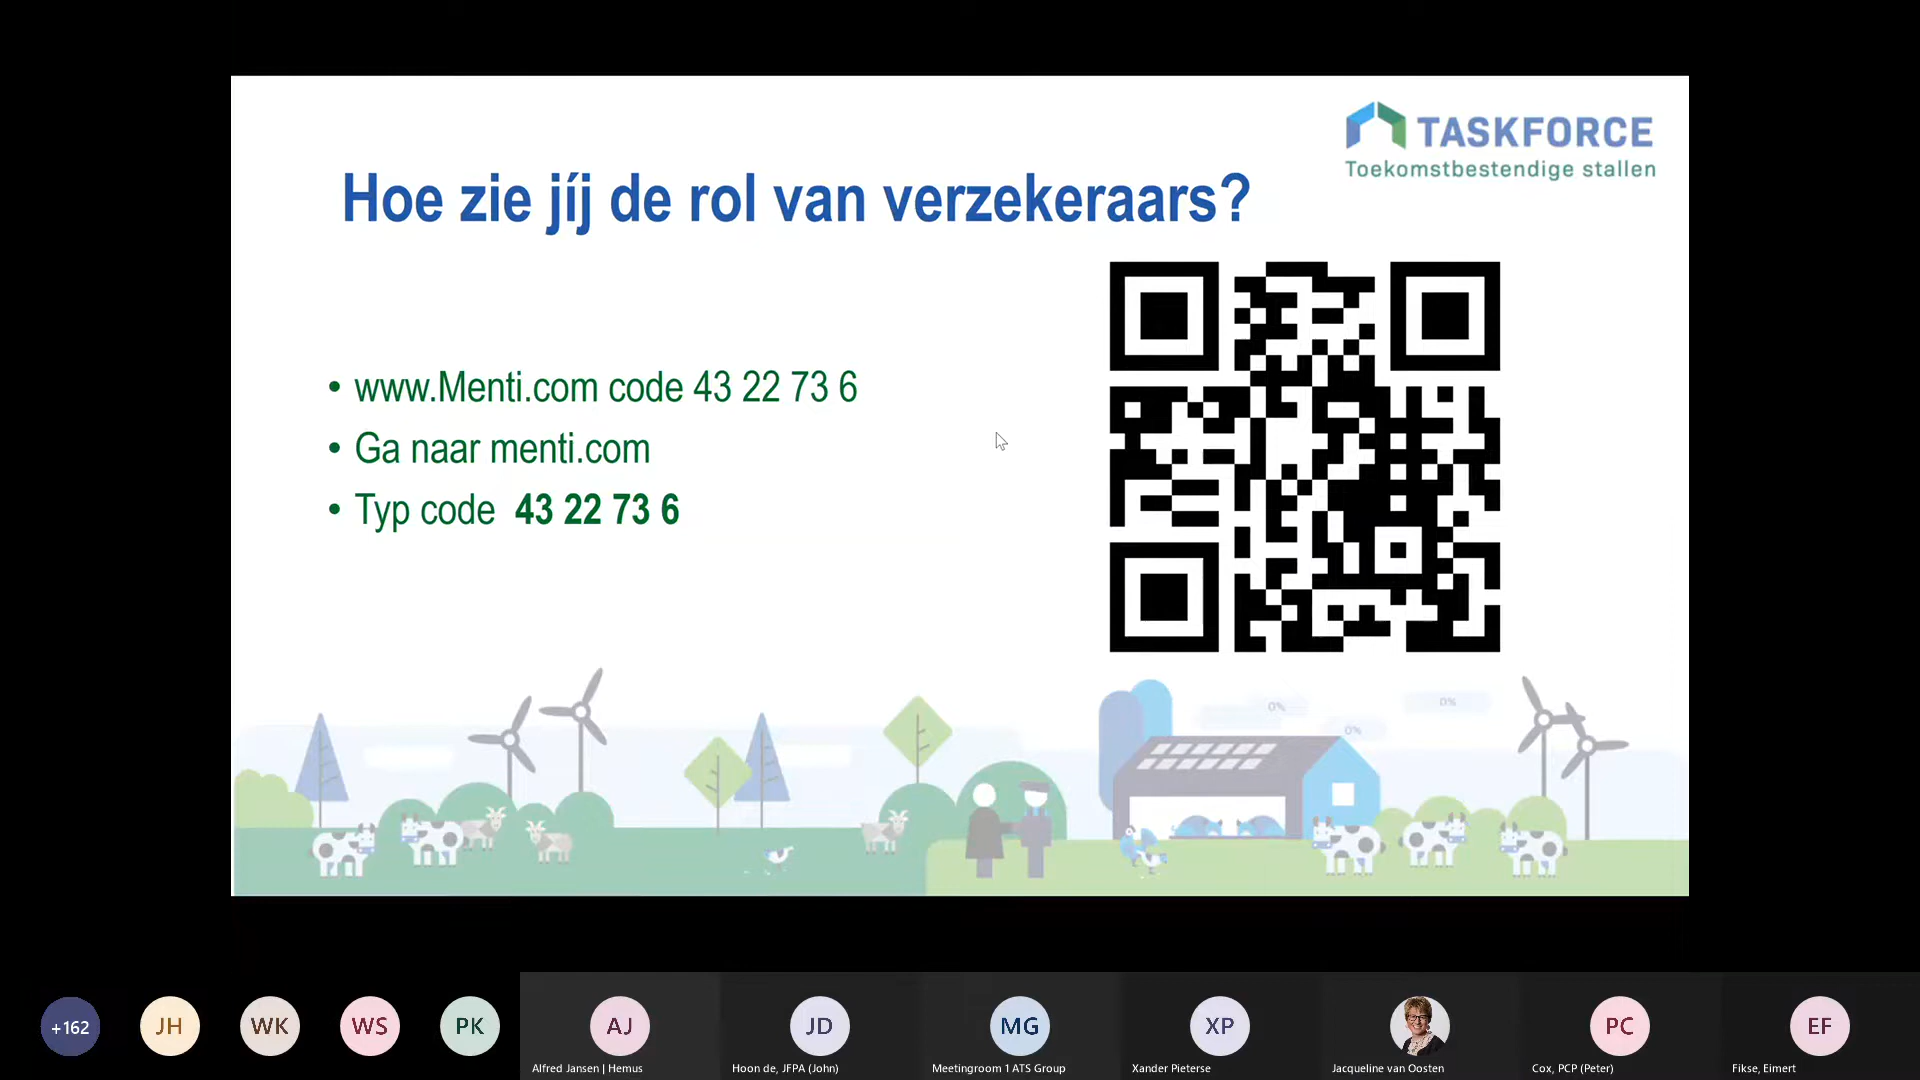 TASKFORCE
Toekomstbestendige stallen
Hoe zie jíj de rol van verzekeraars?
• www.Menti.com code 43 22 73 6
• Ga naar menti.com
• Typ code 43 22 73 6
0%
0%
0%
+162
JH
WK
WS
PK
AJ
JD
MG
XP
PC
EF
Alfred Jansen | Hemus
Hoon de, JFPA (John)
Meetingroom 1 ATS Group
Xander Pieterse
Jacqueline van Oosten
Cox, PCP (Peter)
Fikse, Eimert